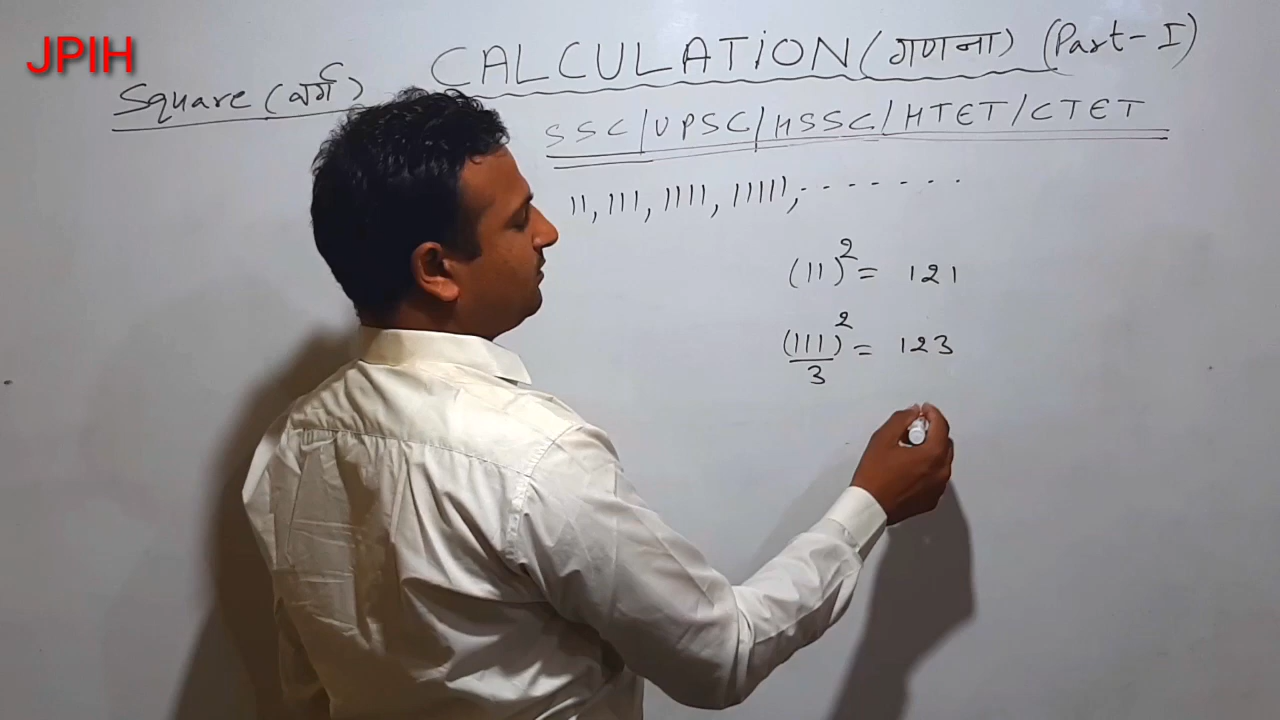 JPIH
CALCULATION (गणना) (Part-I)
Square (वर्ग)
SSC/UPSC/HSSC/HTET/CTET
11, 111, 1111, 11111, - - - - - - -
(11)² = 121
(111)² = 123
3